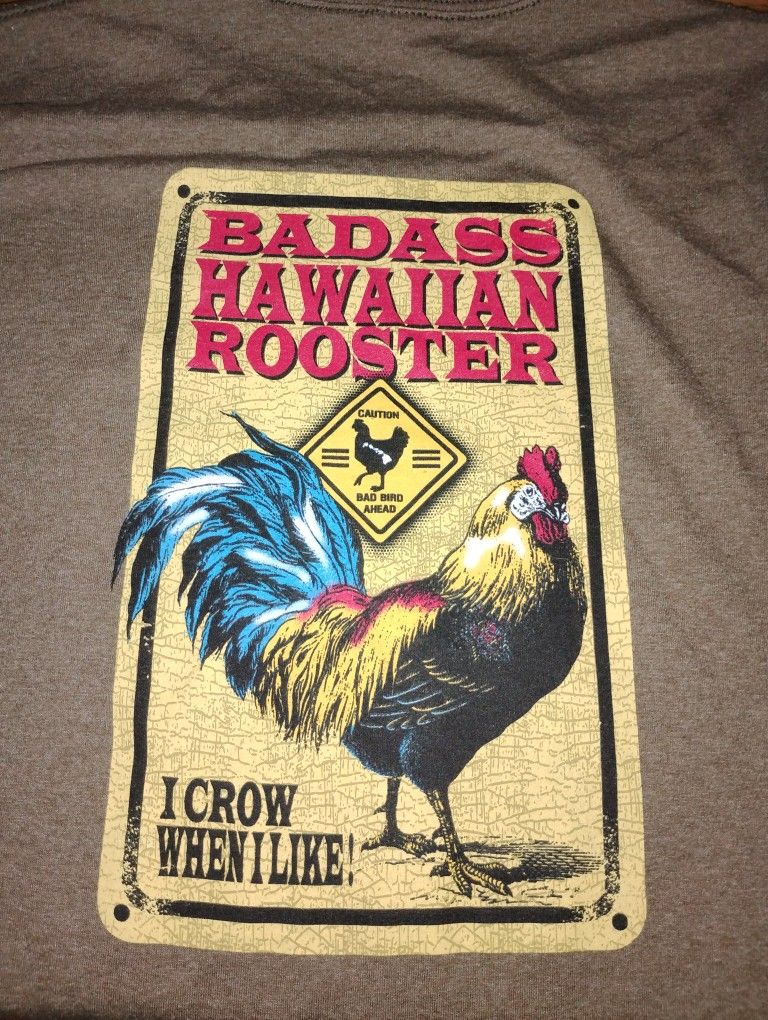 BADASS
HAWAIIAN
ROOSTER
CAUTION
BAD BIRD
AHEAD
I CROW
WHEN I LIKE!